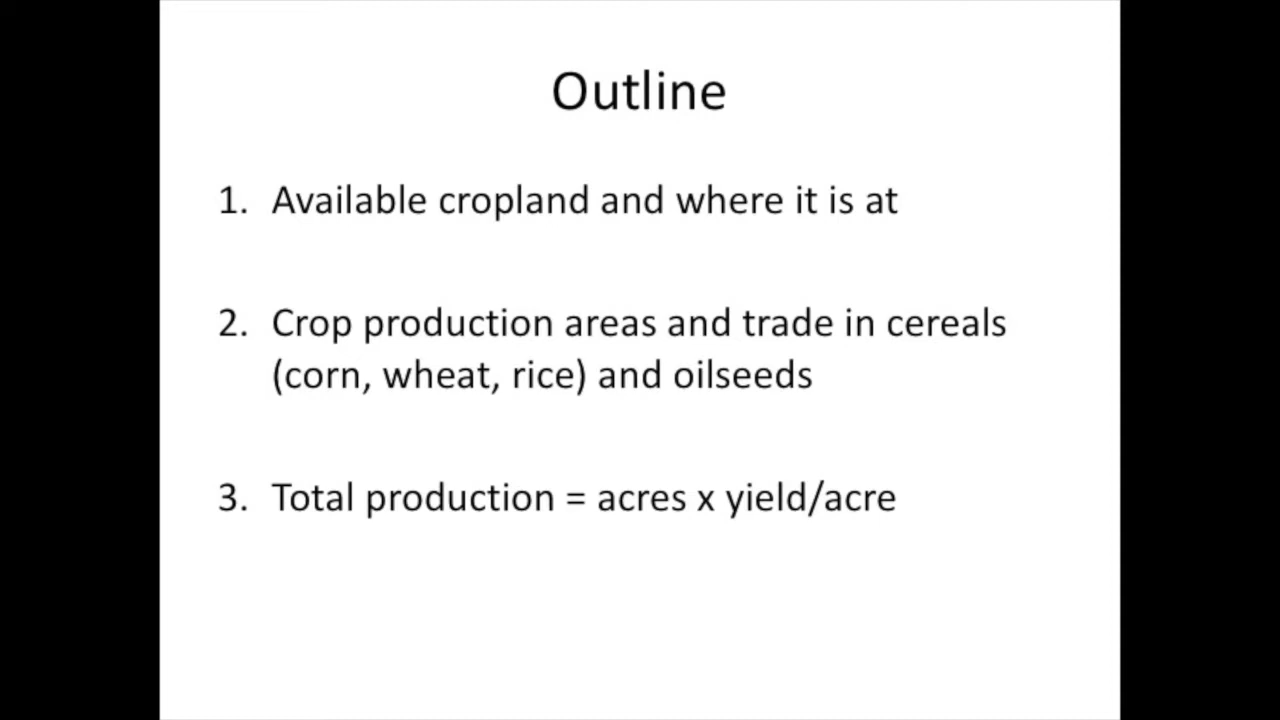 Outline
1. Available cropland and where it is at
2. Crop production areas and trade in cereals
(corn, wheat, rice) and oilseeds
3. Total production = acres x yield/acre